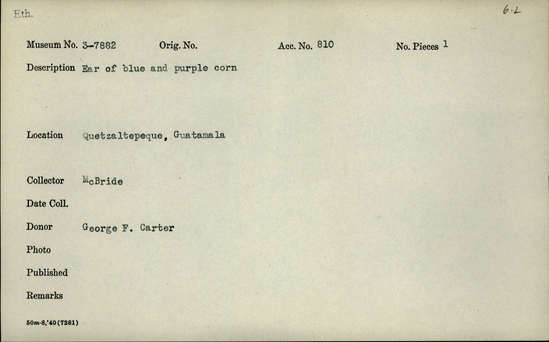 Eth.
6-2
Museum No. 3-7882 Orig. No. Acc. No. 810 No. Pieces 1
Description Ear of blue and purple corn
Location Quetzaltepeque, Guatamala
Collector McBride
Date Coll.
Donor George F. Carter
Photo
Published
Remarks
50m-8,'40 (7381)